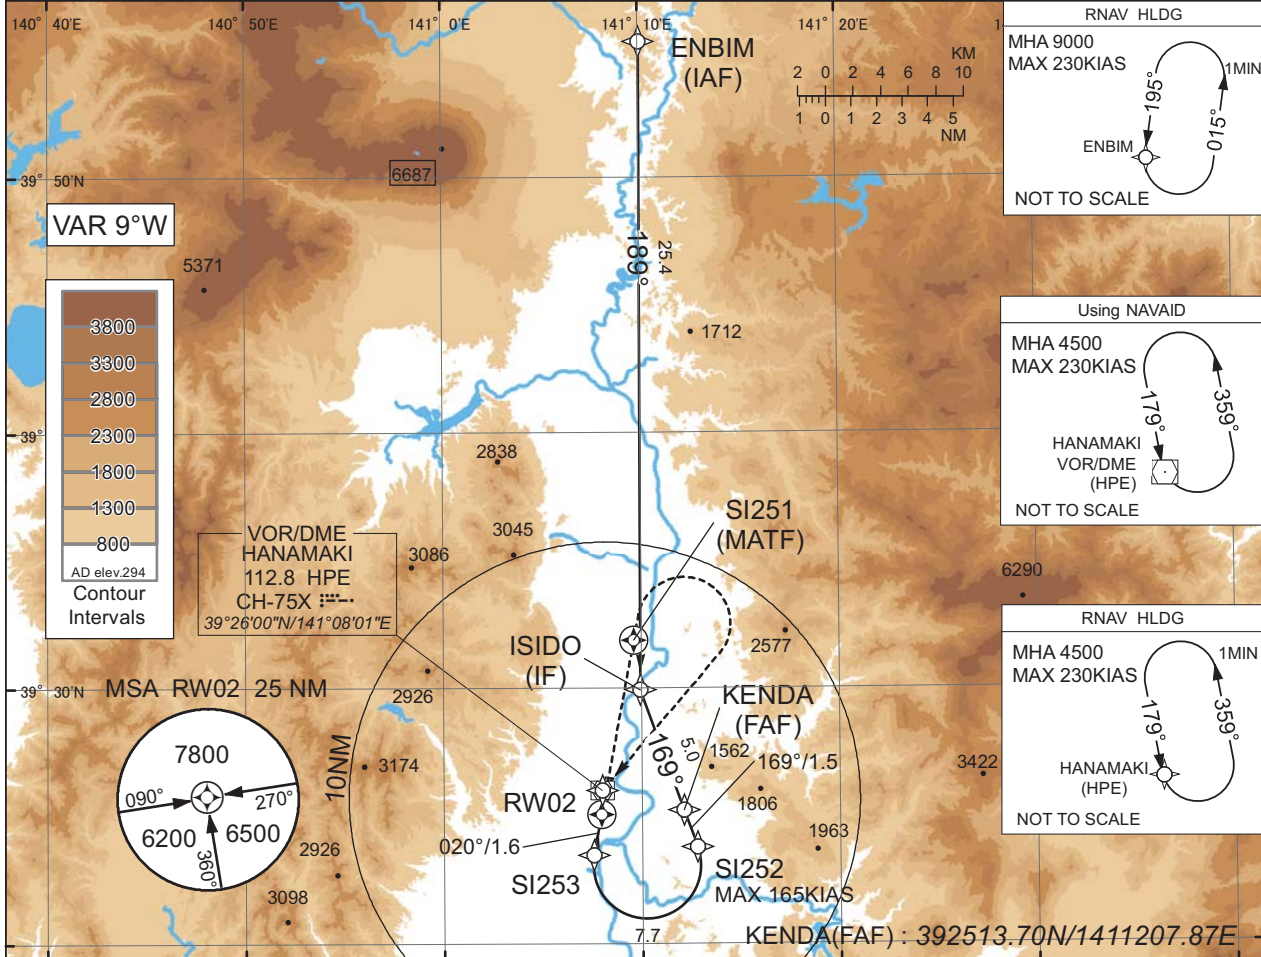 140° 40'E
140° 50'E
141° 0'E
141° 10'E
141° 20'E
ENBIM
(IAF)
KM
2 0 2 4 6 8 10
1 0 1 2 3 4 5
NM
RNAV HLDG
MHA 9000
MAX 230KIAS
1MIN
195°
015°
ENBIM
NOT TO SCALE
6687
39° 50'N
VAR 9°W
5371
189°
25.4
1712
3800
3300
2800
2300
1800
1300
800
AD elev.294
Contour
Intervals
Using NAVAID
MHA 4500
MAX 230KIAS
179°
359°
HANAMAKI
VOR/DME
(HPE)
NOT TO SCALE
39°
2838
3045
3086
SI251
(MATF)
VOR/DME
HANAMAKI
112.8 HPE
CH-75X
39°26'00"N/141°08'01"E
6290
2577
ISIDO
(IF)
RNAV HLDG
MHA 4500
MAX 230KIAS
1MIN
179°
359°
HANAMAKI
(HPE)
NOT TO SCALE
39° 30'N
2926
MSA RW02 25 NM
7800
090°
270°
6200
6500
360°
10NM
3174
KENDA
(FAF)
169°
5.0
1562
169°/1.5
1806
3422
RW02
020°/1.6
1963
SI253
SI252
MAX 165KIAS
2926
3098
7.7
KENDA(FAF) : 392513.70N/1411207.87E